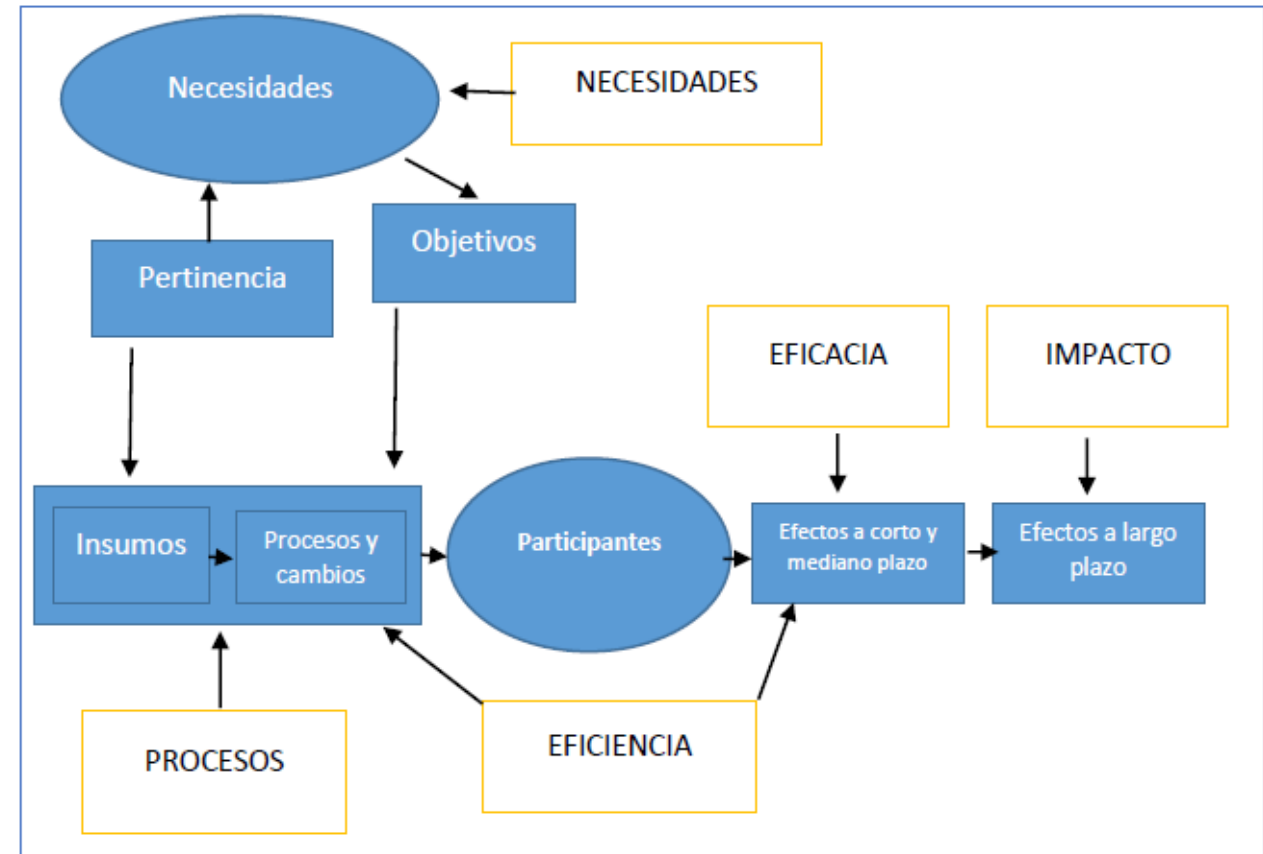 Necesidades
NECESIDADES
Objetivos
Pertinencia
EFICACIA
IMPACTO
Insumos
Procesos y
cambios
Participantes
Efectos a corto y
mediano plazo
Efectos a largo
plazo
PROCESOS
EFICIENCIA